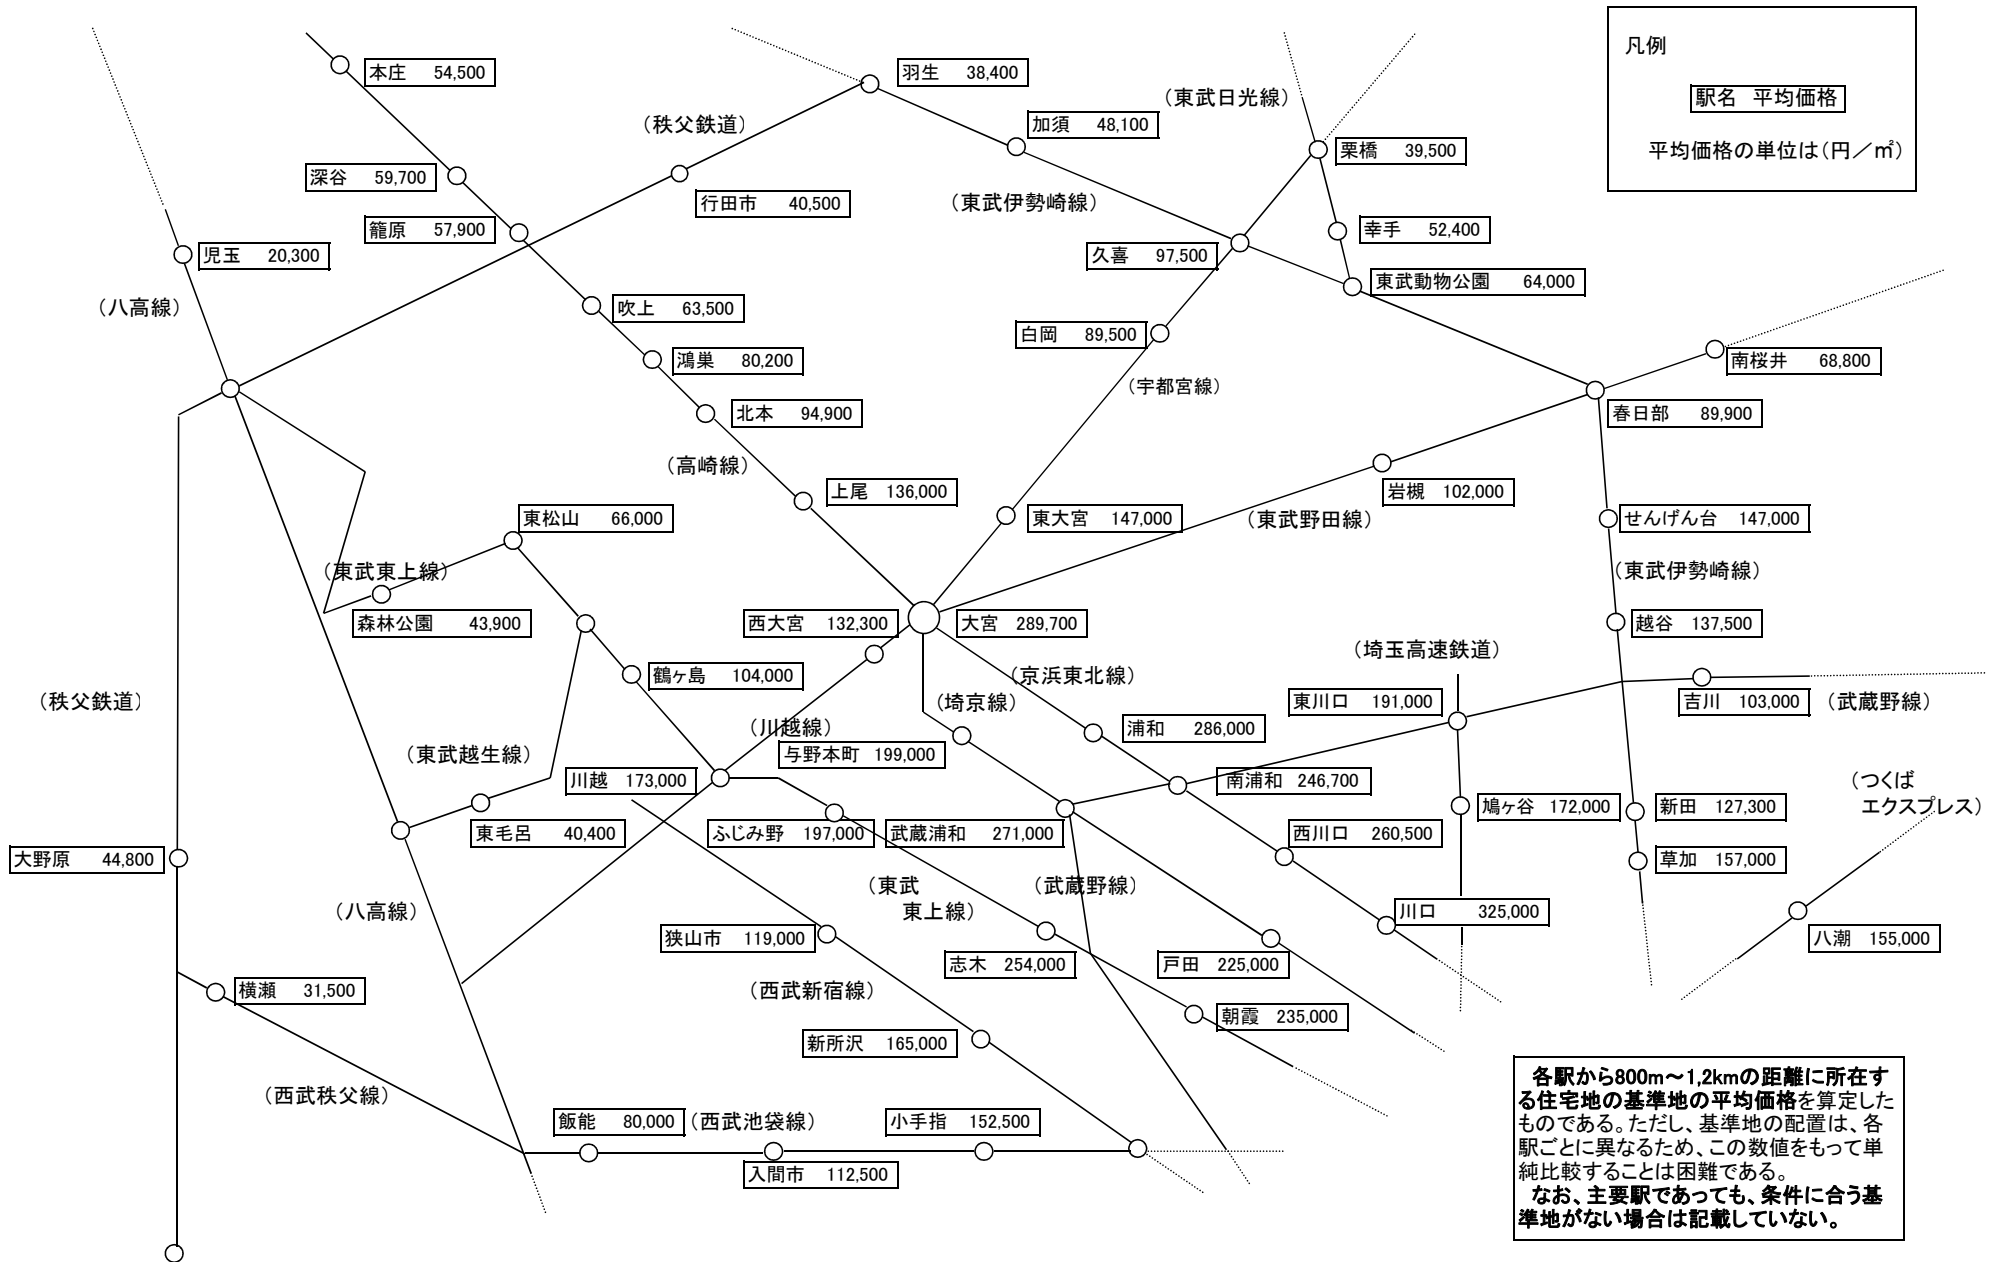 凡例
駅名 平均価格
平均価格の単位は（円／㎡）
本庄 54,500
羽生 38,400
（東武日光線）
（秩父鉄道）
加須 48,100
栗橋 39,500
深谷 59,700
行田市 40,500
（東武伊勢崎線）
籠原 57,900
幸手 52,400
児玉 20,300
久喜 97,500
東武動物公園 64,000
（八高線）
吹上 63,500
白岡 89,500
鴻巣 80,200
南桜井 68,800
（宇都宮線）
北本 94,900
春日部 89,900
（高崎線）
上尾 136,000
岩槻 102,000
東松山 66,000
東大宮 147,000
（東武野田線）
せんげん台 147,000
（東武東上線）
（東武伊勢崎線）
森林公園 43,900
西大宮 132,300
大宮 289,700
越谷 137,500
（埼玉高速鉄道）
鶴ヶ島 104,000
（京浜東北線）
（秩父鉄道）
（埼京線）
東川口 191,000
吉川 103,000
（武蔵野線）
（川越線）
浦和 286,000
（東武越生線）
与野本町 199,000
川越 173,000
南浦和 246,700
（つくば
エクスプレス）
東毛呂 40,400
ふじみ野 197,000
武蔵浦和 271,000
西川口 260,500
鳩ヶ谷 172,000
新田 127,300
大野原 44,800
草加 157,000
（八高線）
（東武
東上線）
（武蔵野線）
川口 325,000
狭山市 119,000
志木 254,000
戸田 225,000
八潮 155,000
横瀬 31,500
（西武新宿線）
朝霞 235,000
新所沢 165,000
（西武秩父線）
飯能 80,000
（西武池袋線）
小手指 152,500
入間市 112,500
各駅から800m～1,2kmの距離に所在す
る住宅地の基準地の平均価格を算定した
ものである。ただし、基準地の配置は、各
駅ごとに異なるため、この数値をもって単
純比較することは困難である。
なお、主要駅であっても、条件に合う基
準地がない場合は記載していない。